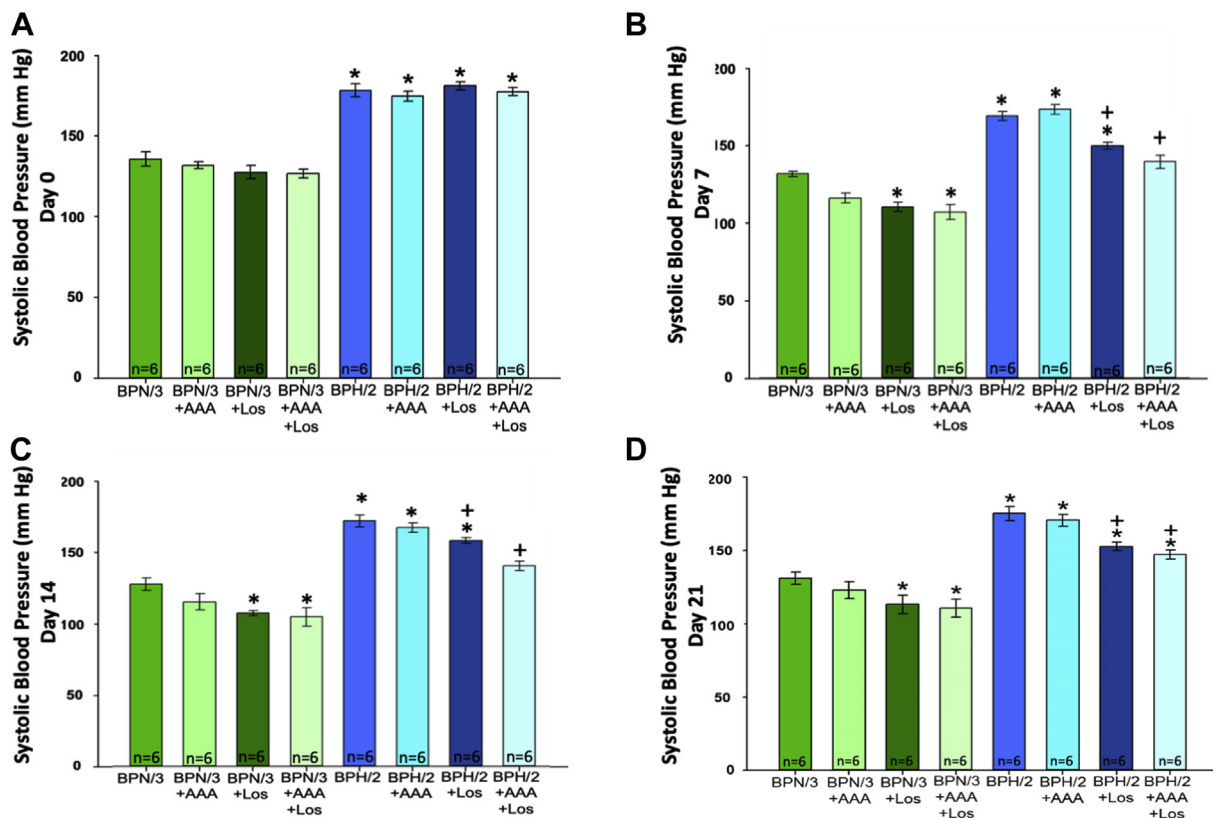 A
Systolic Blood Pressure (mm Hg)
Day 0
200
150
100
50
0
* * * *
n=6 n=6 n=6 n=6 n=6 n=6 n=6 n=6
BPN/3 BPN/3 BPN/3 BPN/3 BPH/2 BPH/2 BPH/2 BPH/2
+AAA +Los +AAA +AAA +Los +AAA
+Los +Los
B
Systolic Blood Pressure (mm Hg)
Day 7
200
150
100
50
0
+ +
* * * * *
n=6 n=6 n=6 n=6 n=6 n=6 n=6 n=6
BPN/3 BPN/3 BPN/3 BPN/3 BPH/2 BPH/2 BPH/2 BPH/2
+AAA +Los +AAA +AAA +Los +AAA
+Los +Los
C
Systolic Blood Pressure (mm Hg)
Day 14
200
150
100
50
0
+ +
* * * * *
n=6 n=6 n=6 n=6 n=6 n=6 n=6 n=6
BPN/3 BPN/3 BPN/3 BPN/3 BPH/2 BPH/2 BPH/2 BPH/2
+AAA +Los +AAA +AAA +Los +AAA
+Los +Los
D
Systolic Blood Pressure (mm Hg)
Day 21
200
150
100
50
0
+ +
* * * * * *
n=6 n=6 n=6 n=6 n=6 n=6 n=6 n=6
BPN/3 BPN/3 BPN/3 BPN/3 BPH/2 BPH/2 BPH/2 BPH/2
+AAA +Los +AAA +AAA +Los +AAA
+Los +Los